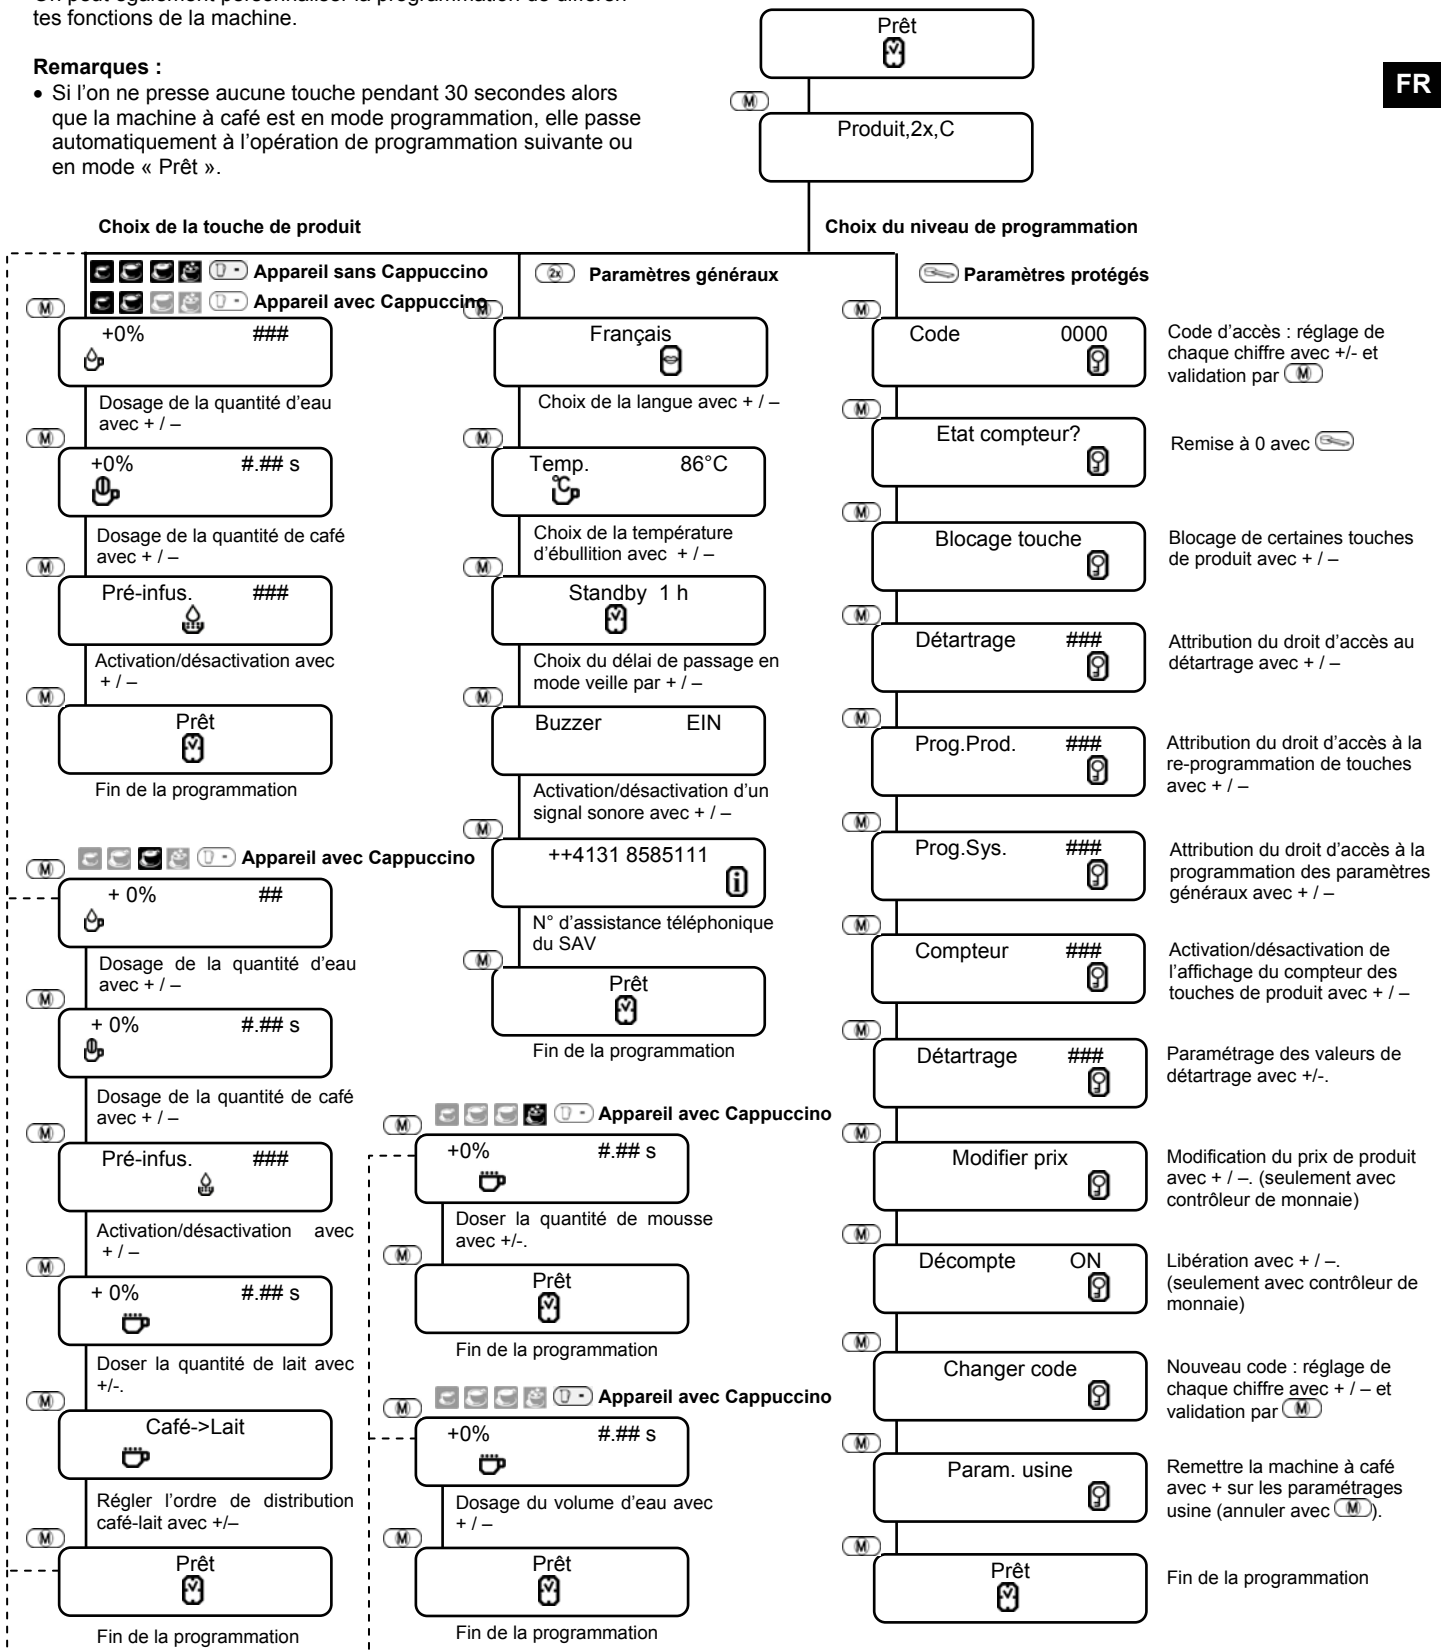 tes fonctions de la machine.
Remarques :
• Si l’on ne presse aucune touche pendant 30 secondes alors
que la machine à café est en mode programmation, elle passe
automatiquement à l’opération de programmation suivante ou
en mode « Prêt ».
Prêt
FR
M
Produit,2x,C
Choix de la touche de produit
Choix du niveau de programmation
Appareil sans Cappuccino
Appareil avec Cappuccino
M
+0% ###
Dosage de la quantité d'eau
avec + / –
M
+0% #.## s
Dosage de la quantité de café
avec + / –
M
Pré-infus. ###
Activation/désactivation avec
+ / –
M
Prêt
Fin de la programmation
M
Appareil avec Cappuccino
+ 0% ##
Dosage de la quantité d'eau
avec + / –
M
+ 0% #.## s
Dosage de la quantité de café
avec + / –
M
Pré-infus. ###
Activation/désactivation avec
+ / –
M
+ 0% #.## s
Doser la quantité de lait avec
+/-.
M
Café->Lait
Régler l’ordre de distribution
café-lait avec +/–
M
Prêt
Fin de la programmation
2x Paramètres généraux
M
Français
Choix de la langue avec + / –
M
Temp. 86°C
°C
Choix de la température
d’ébullition avec + / –
M
Standby 1 h
Choix du délai de passage en
mode veille par + / –
M
Buzzer EIN
Activation/désactivation d’un
signal sonore avec + / –
M
++4131 8585111
i
N° d’assistance téléphonique
du SAV
M
Prêt
Fin de la programmation
M
Appareil avec Cappuccino
+0% #.## s
Doser la quantité de mousse
avec +/-.
M
Prêt
Fin de la programmation
M
Appareil avec Cappuccino
+0% #.## s
Dosage du volume d’eau avec
+ / –
M
Prêt
Fin de la programmation
Paramètres protégés
M
Code 0000
Code d’accès : réglage de
chaque chiffre avec +/- et
validation par M
M
Etat compteur?
Remise à 0 avec
M
Blocage touche
Blocage de certaines touches
de produit avec + / –
M
Détartrage ###
Attribution du droit d’accès au
détartrage avec + / –
M
Prog.Prod. ###
Attribution du droit d’accès à la
re-programmation de touches
avec + / –
M
Prog.Sys. ###
Attribution du droit d’accès à la
programmation des paramètres
généraux avec + / –
M
Compteur ###
Activation/désactivation de
l’affichage du compteur des
touches de produit avec + / –
M
Détartrage ###
Paramétrage des valeurs de
détartrage avec +/-.
M
Modifier prix
Modification du prix de produit
avec + / –. (seulement avec
contrôleur de monnaie)
M
Décompte ON
Libération avec + / –.
(seulement avec contrôleur de
monnaie)
M
Changer code
Nouveau code : réglage de
chaque chiffre avec + / – et
validation par M
M
Param. usine
Remettre la machine à café
avec + sur les paramétrages
usine (annuler avec M).
M
Prêt
Fin de la programmation